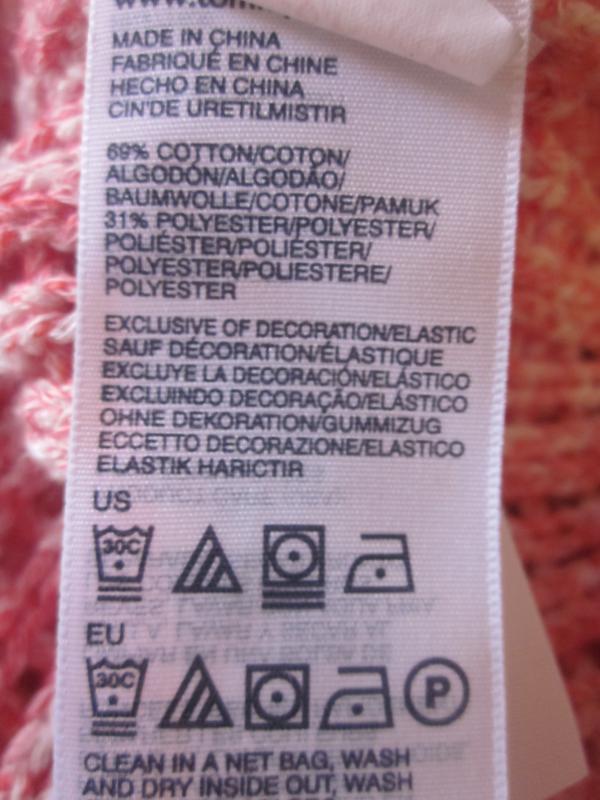 MADE IN CHINA
FABRIQUÉ EN CHINE
HECHO EN CHINA
CIN'DE URETILMISTIR
69% COTTON/COTON/
ALGODÓN/ALGODÃO/
BAUMWOLLE/COTONE/PAMUK
31% POLYESTER/POLYESTER/
POLIÉSTER/POLIÉSTER/
POLYESTER/POLIESTERE/
POLYESTER
EXCLUSIVE OF DECORATION/ELASTIC
SAUF DÉCORATION/ÉLASTIQUE
EXCLUYE LA DECORACIÓN/ELÁSTICO
EXCLUINDO DECORAÇÃO/ELÁSTICO
OHNE DEKORATION/GUMMIZUG
ECCETTO DECORAZIONE/ELASTICO
ELASTIK HARICTIR
US
30C
EU
30C P
CLEAN IN A NET BAG, WASH
AND DRY INSIDE OUT, WASH